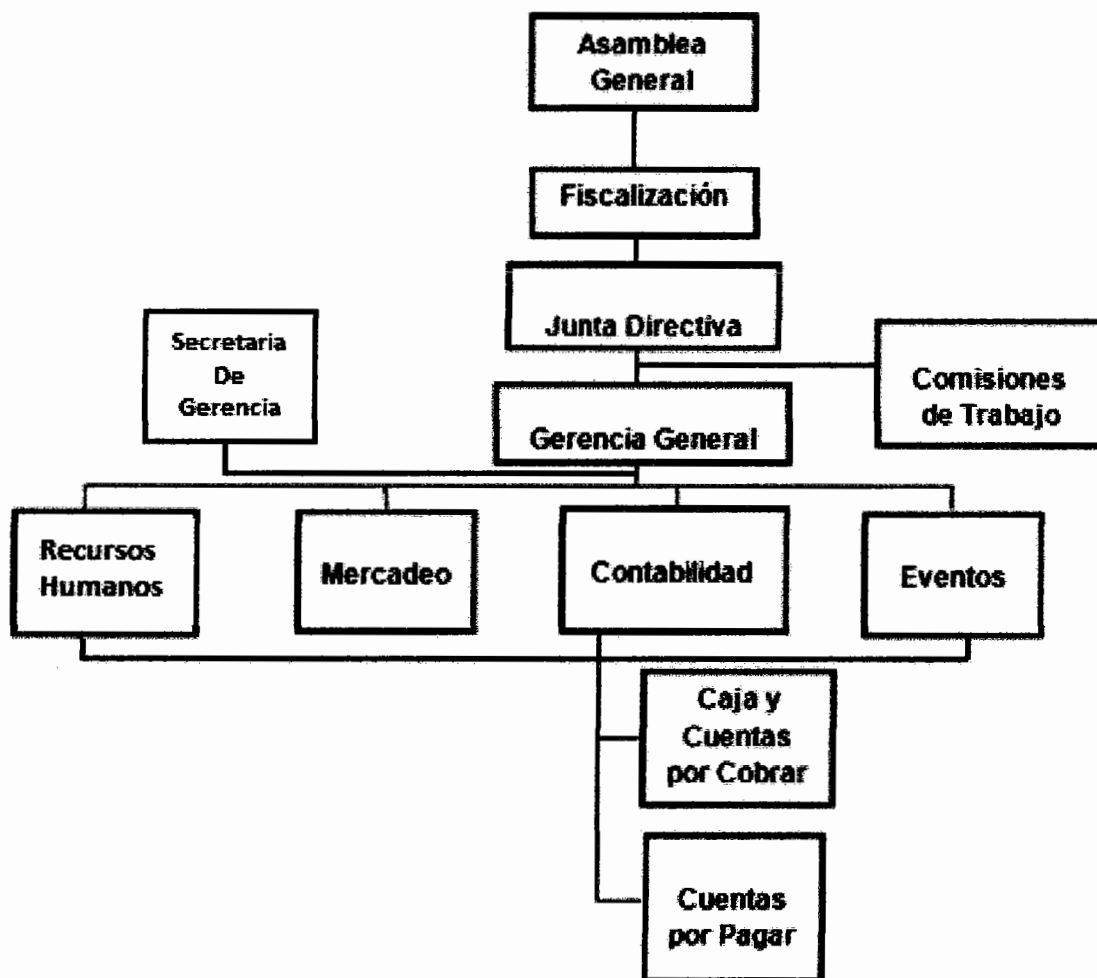 Asamblea
General
Fiscalización
Junta Directiva
Secretaria
De
Gerencia
Comisiones
de Trabajo
Gerencia General
Recursos
Humanos
Mercadeo
Contabilidad
Eventos
Caja y
Cuentas
por Cobrar
Cuentas
por Pagar